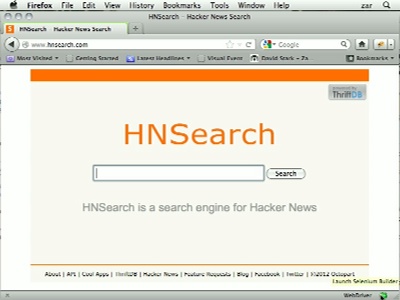 Firefox File Edit View History Bookmarks Tools Window Help zar
HNSearch - Hacker News Search
HNSearch - Hacker News Search
www.hnsearch.com
Google
Most Visited Getting Started Latest Headlines Visual Event Bookmarks
powered by
ThriftDB
HNSearch
Search
HNSearch is a search engine for Hacker News
About | API | Cool Apps | ThriftDB | Hacker News | Feature Requests | Blog | Facebook | Twitter | ©2012 Octopart
Launch Selenium Builder
WebDriver